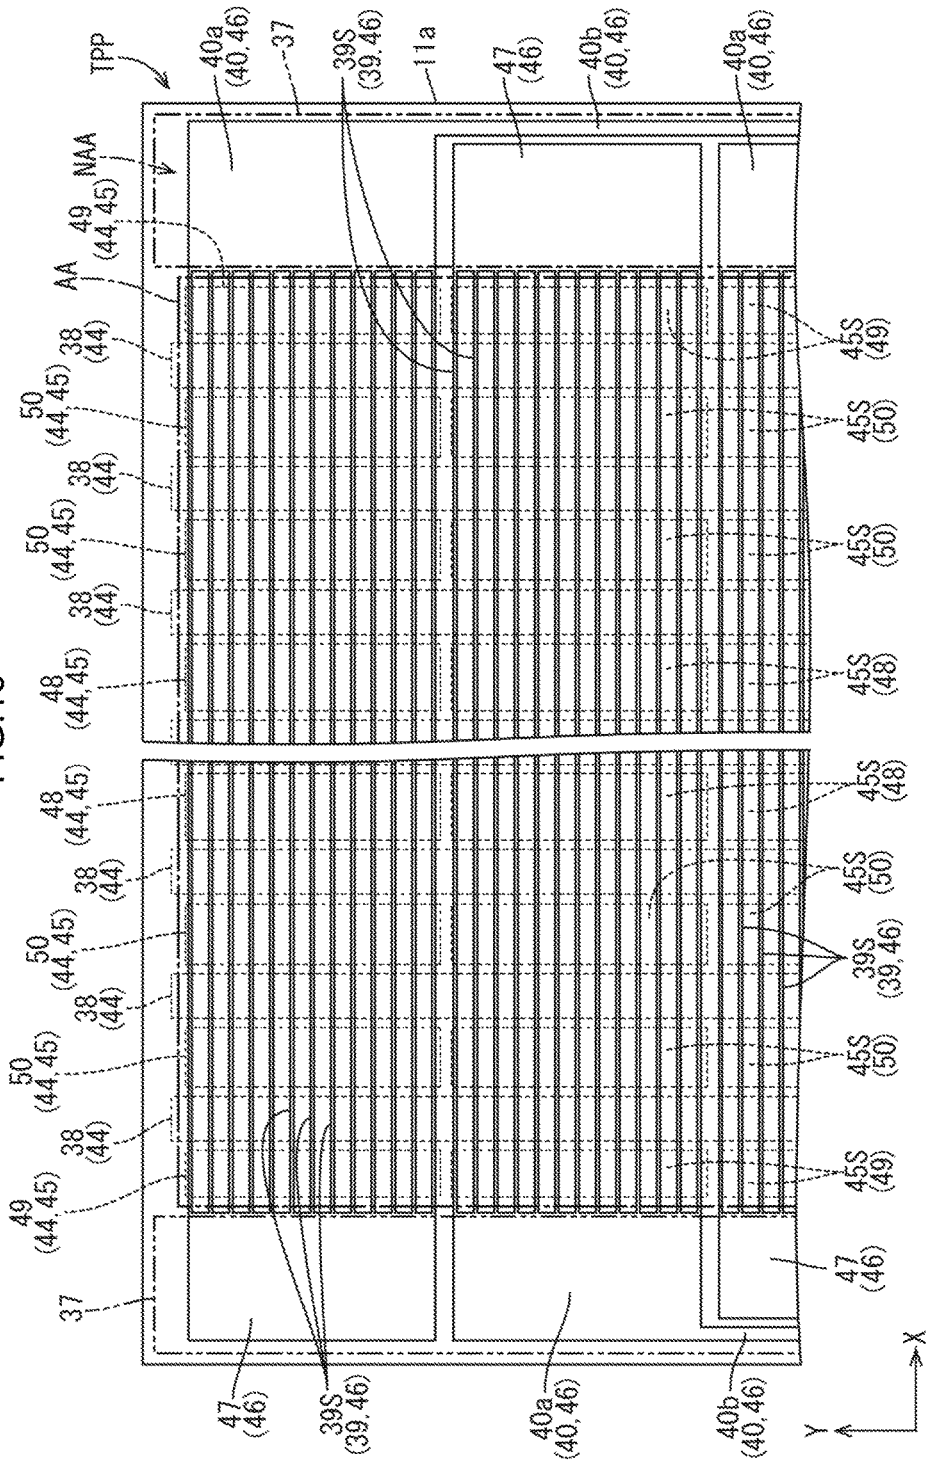 37
49
(44, 45)
38
(44)
50
(44, 45)
38
(44)
50
(44, 45)
38
(44)
48
(44, 45)
48
(44, 45)
38
(44)
50
(44, 45)
38
(44)
50
(44, 45)
38
(44)
AA
49
(44, 45)
NAA
TPP
47
(46)
39S
(39, 46)
40a
(40, 46)
40b
(40, 46)
40a
(40, 46)
37
39S
(39, 46)
11a
47
(46)
40b
(40, 46)
40a
(40, 46)
47
(46)
45S
(49)
45S
(50)
39S
(39, 46)
45S
(50)
45S
(48)
45S
(48)
45S
(50)
45S
(50)
45S
(49)
Y
X